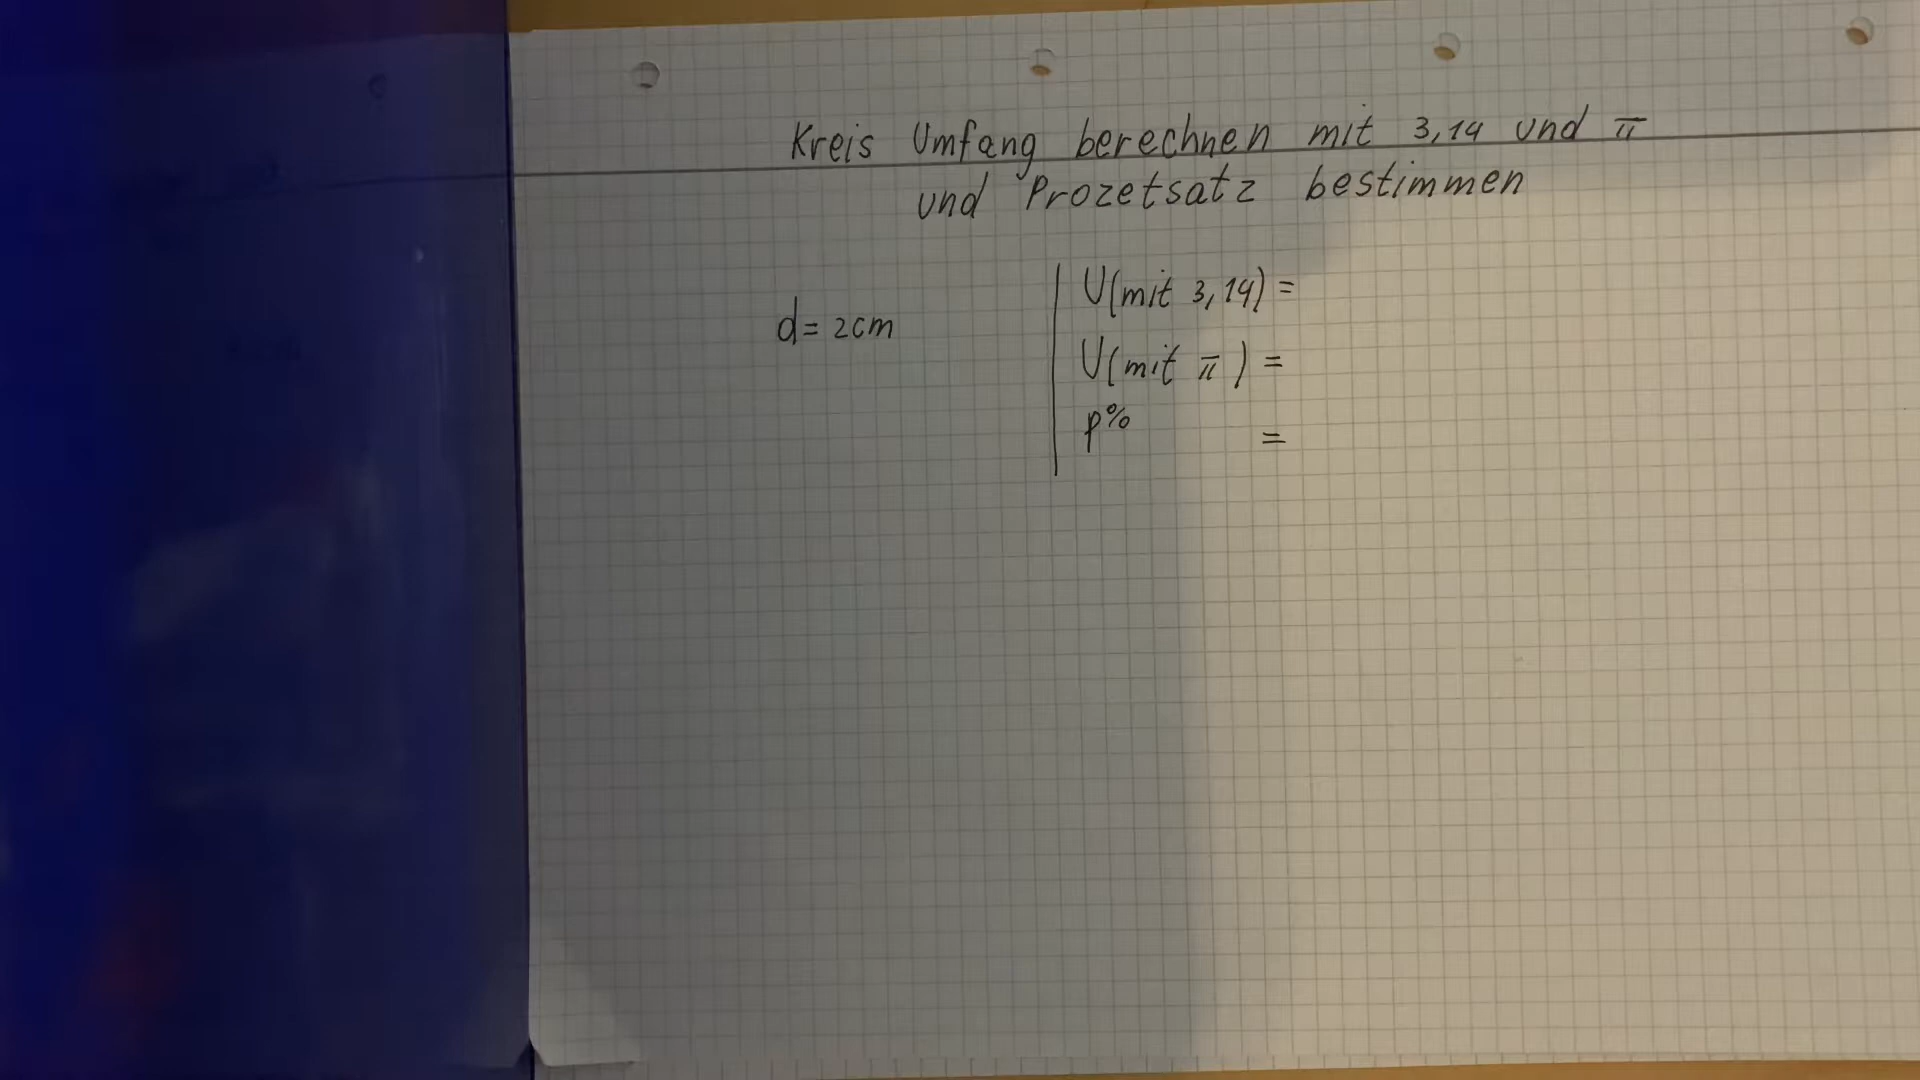 Kreis Umfang berechnen mit 3,14 und π
und Prozetsatz bestimmen
d = 2cm
U(mit 3,14) =
U(mit π) =
p% =